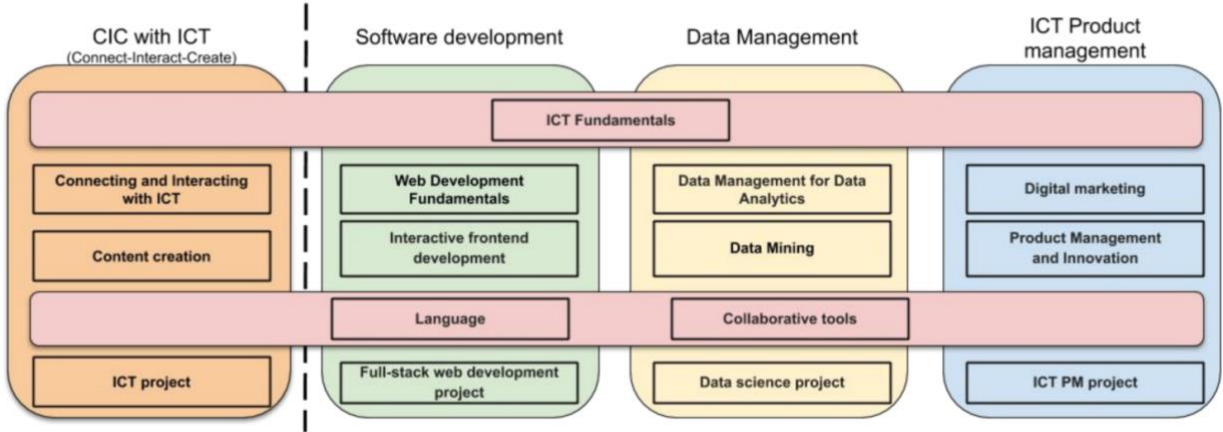 CIC with ICT
(Connect-Interact-Create)
Software development
Data Management
ICT Product
management
ICT Fundamentals
Connecting and Interacting
with ICT
Web Development
Fundamentals
Data Management for Data
Analytics
Digital marketing
Content creation
Interactive frontend
development
Data Mining
Product Management
and Innovation
Language
Collaborative tools
ICT project
Full-stack web development
project
Data science project
ICT PM project